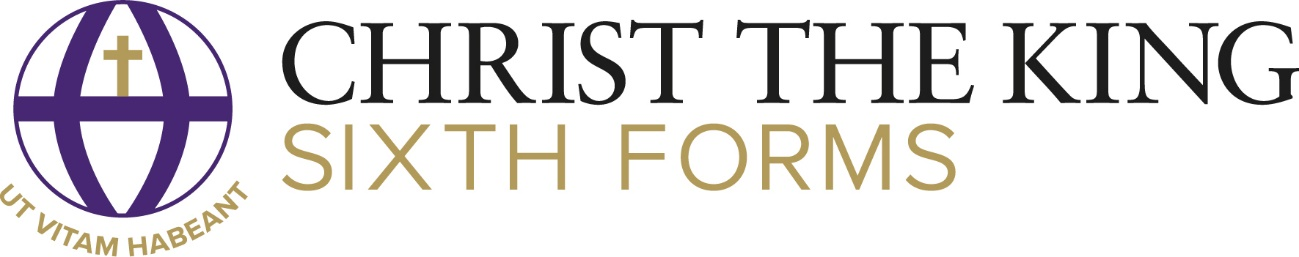 CHRIST THE KING
SIXTH FORMS
UT VITAM HABEANT